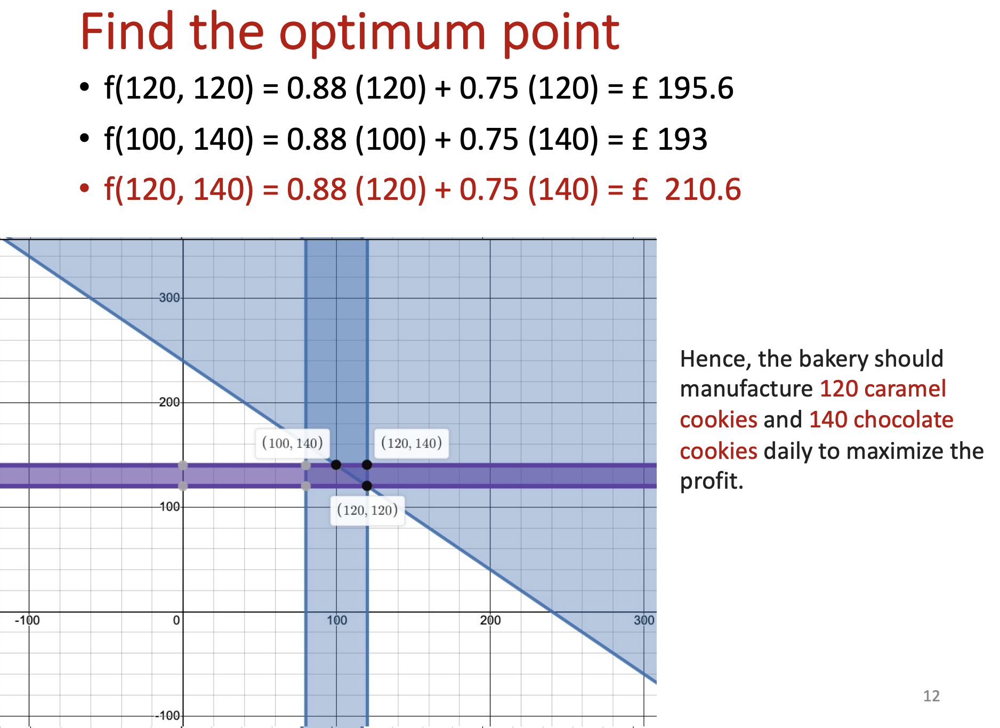 Find the optimum point
• f(120, 120) = 0.88 (120) + 0.75 (120) = £ 195.6
• f(100, 140) = 0.88 (100) + 0.75 (140) = £ 193
• f(120, 140) = 0.88 (120) + 0.75 (140) = £ 210.6
300
200
(100, 140)
(120, 140)
100
(120, 120)
-100
0
100
200
300
-100
Hence, the bakery should
manufacture 120 caramel
cookies and 140 chocolate
cookies daily to maximize the
profit.
12